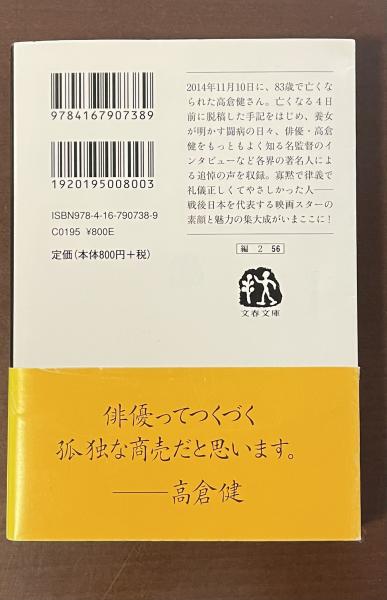 9784167907389
1920195008003
ISBN978-4-16-790738-9
C0195 ¥800E
定価(本体800円+税)
2014年11月10日に、83歳で亡くな
られた高倉健さん。亡くなる4日
前に脱稿した手記をはじめ、養女
が明かす闘病の日々、俳優・高倉
健をもっともよく知る名監督のイ
ンタビューなど各界の著名人によ
る追悼の声を収録。寡黙で律義で
礼儀正しくてやさしかった人――
戦後日本を代表する映画スターの
素顔と魅力の集大成がいまここに!
編 2 56
文春文庫
俳優ってつくづく
孤独な商売だと思います。
――高倉健